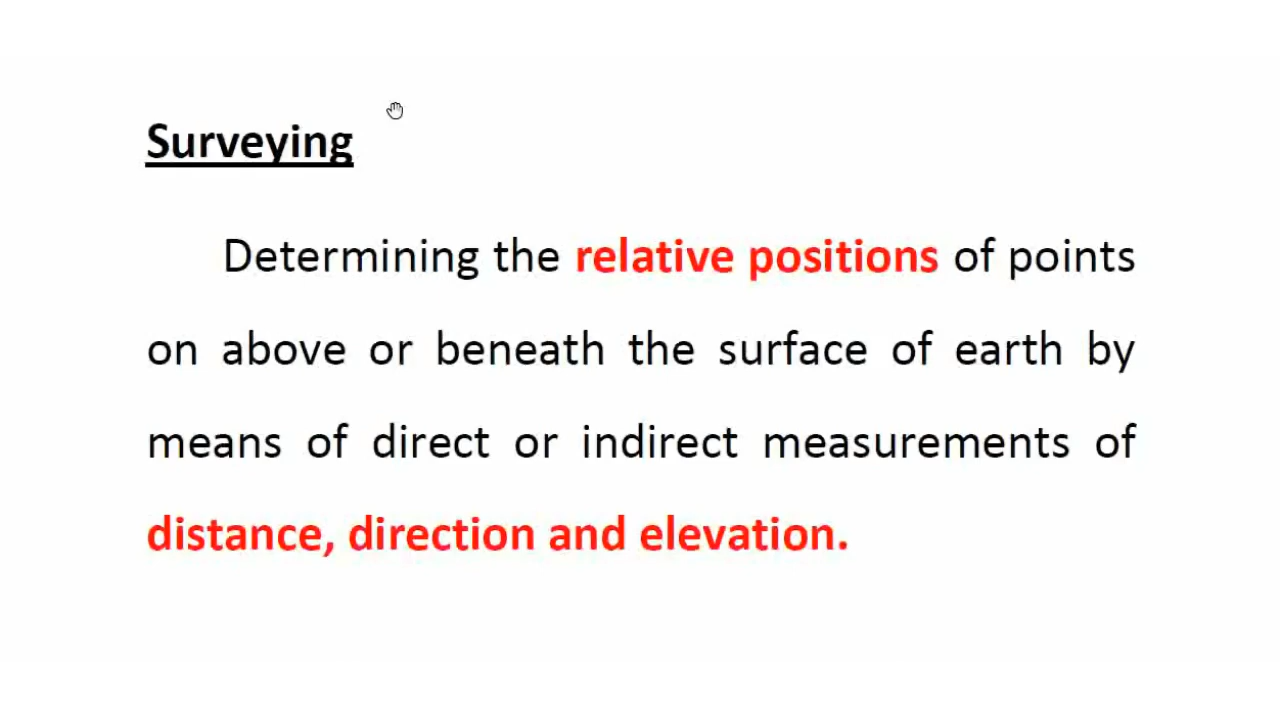 Surveying
Determining the relative positions of points
on above or beneath the surface of earth by
means of direct or indirect measurements of
distance, direction and elevation.